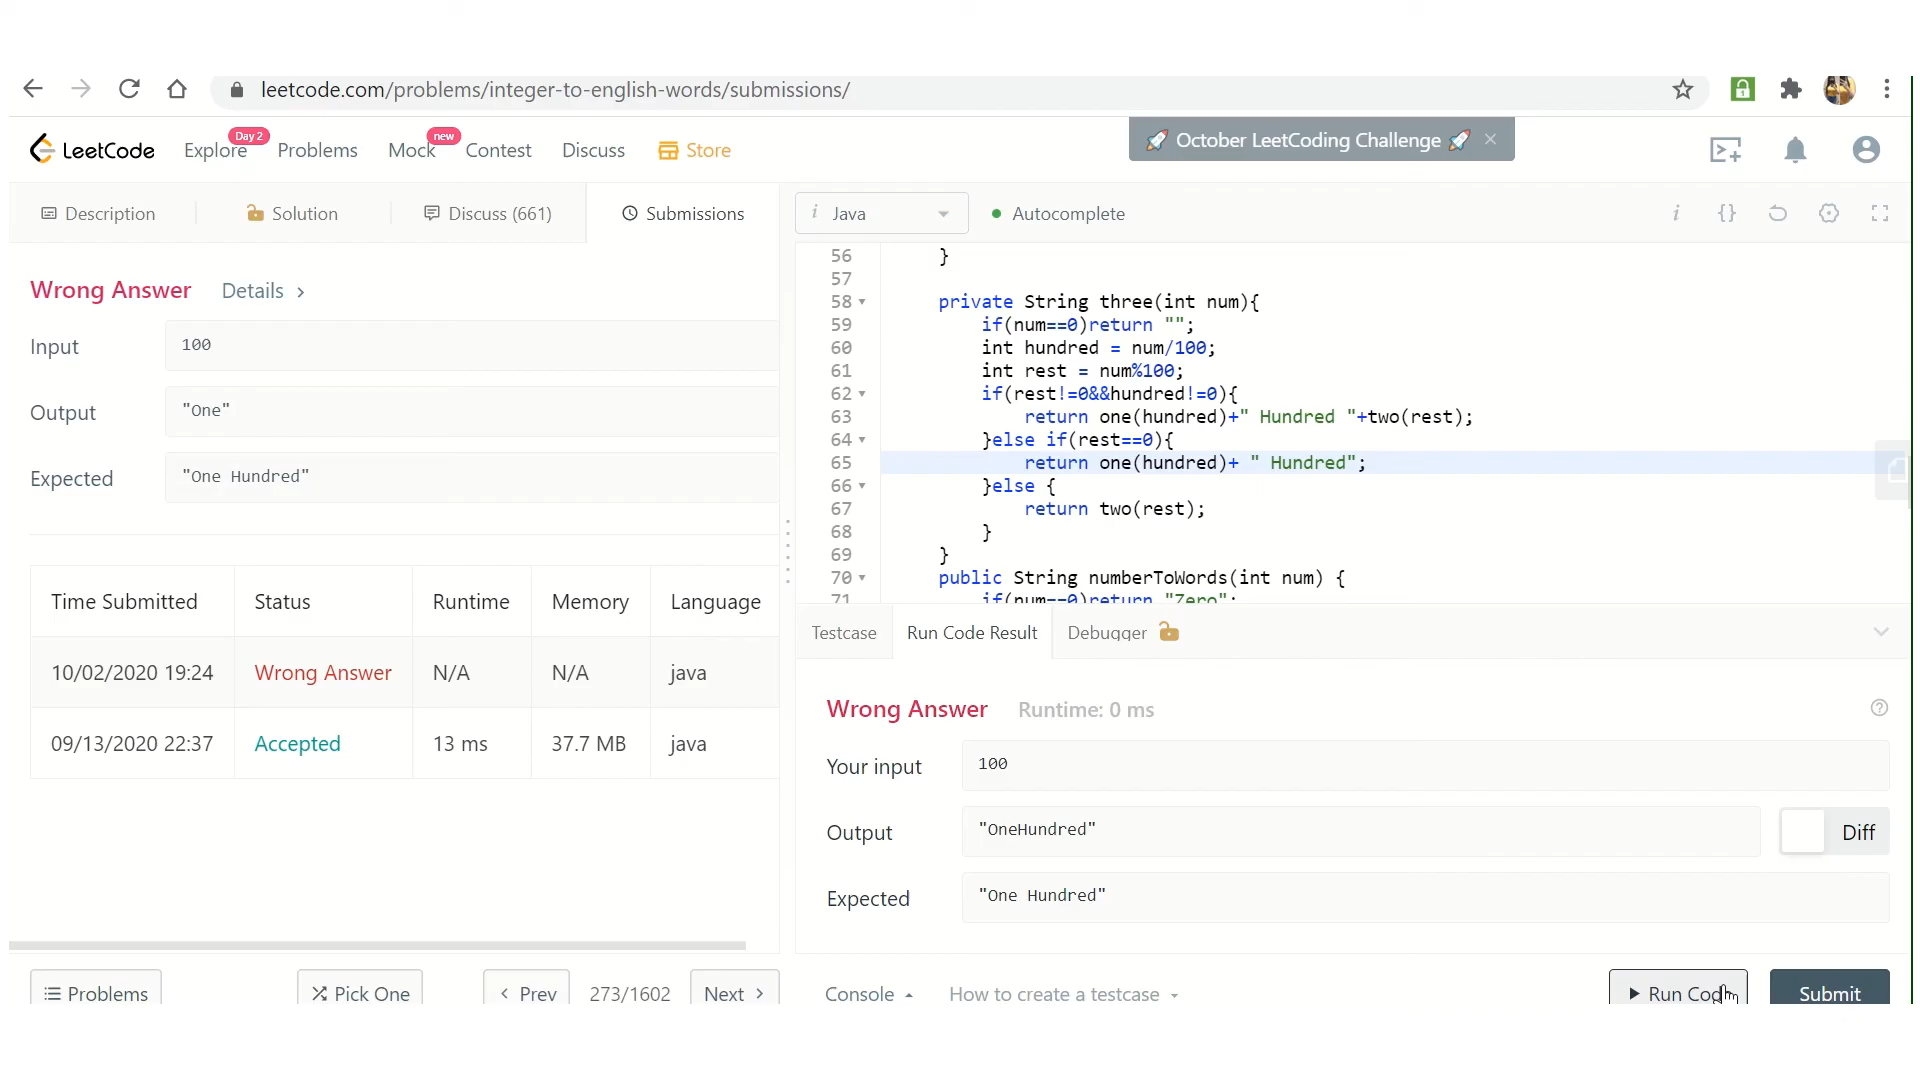 leetcode.com/problems/integer-to-english-words/submissions/
LeetCode
Explore
Day 2
Problems
Mock
new
Contest
Discuss
Store
October LeetCoding Challenge
Description
Solution
Discuss (661)
Submissions
Wrong Answer
Details
Input
100
Output
"One"
Expected
"One Hundred"
Time Submitted Status Runtime Memory Language
10/02/2020 19:24 Wrong Answer N/A N/A java
09/13/2020 22:37 Accepted 13 ms 37.7 MB java
Problems
Pick One
Prev
273/1602
Next
i Java
Autocomplete
56 }
57
58 private String three(int num){
59 if(num==0)return "";
60 int hundred = num/100;
61 int rest = num%100;
62 if(rest!=0&&hundred!=0){
63 return one(hundred)+" Hundred "+two(rest);
64 }else if(rest==0){
65 return one(hundred)+ " Hundred";
66 }else {
67 return two(rest);
68 }
69 }
70 public String numberToWords(int num) {
71 if(num==0)return "Zero";
Testcase
Run Code Result
Debugger
Wrong Answer
Runtime: 0 ms
Your input
100
Output
"OneHundred"
Diff
Expected
"One Hundred"
Console
How to create a testcase
Run Code
Submit